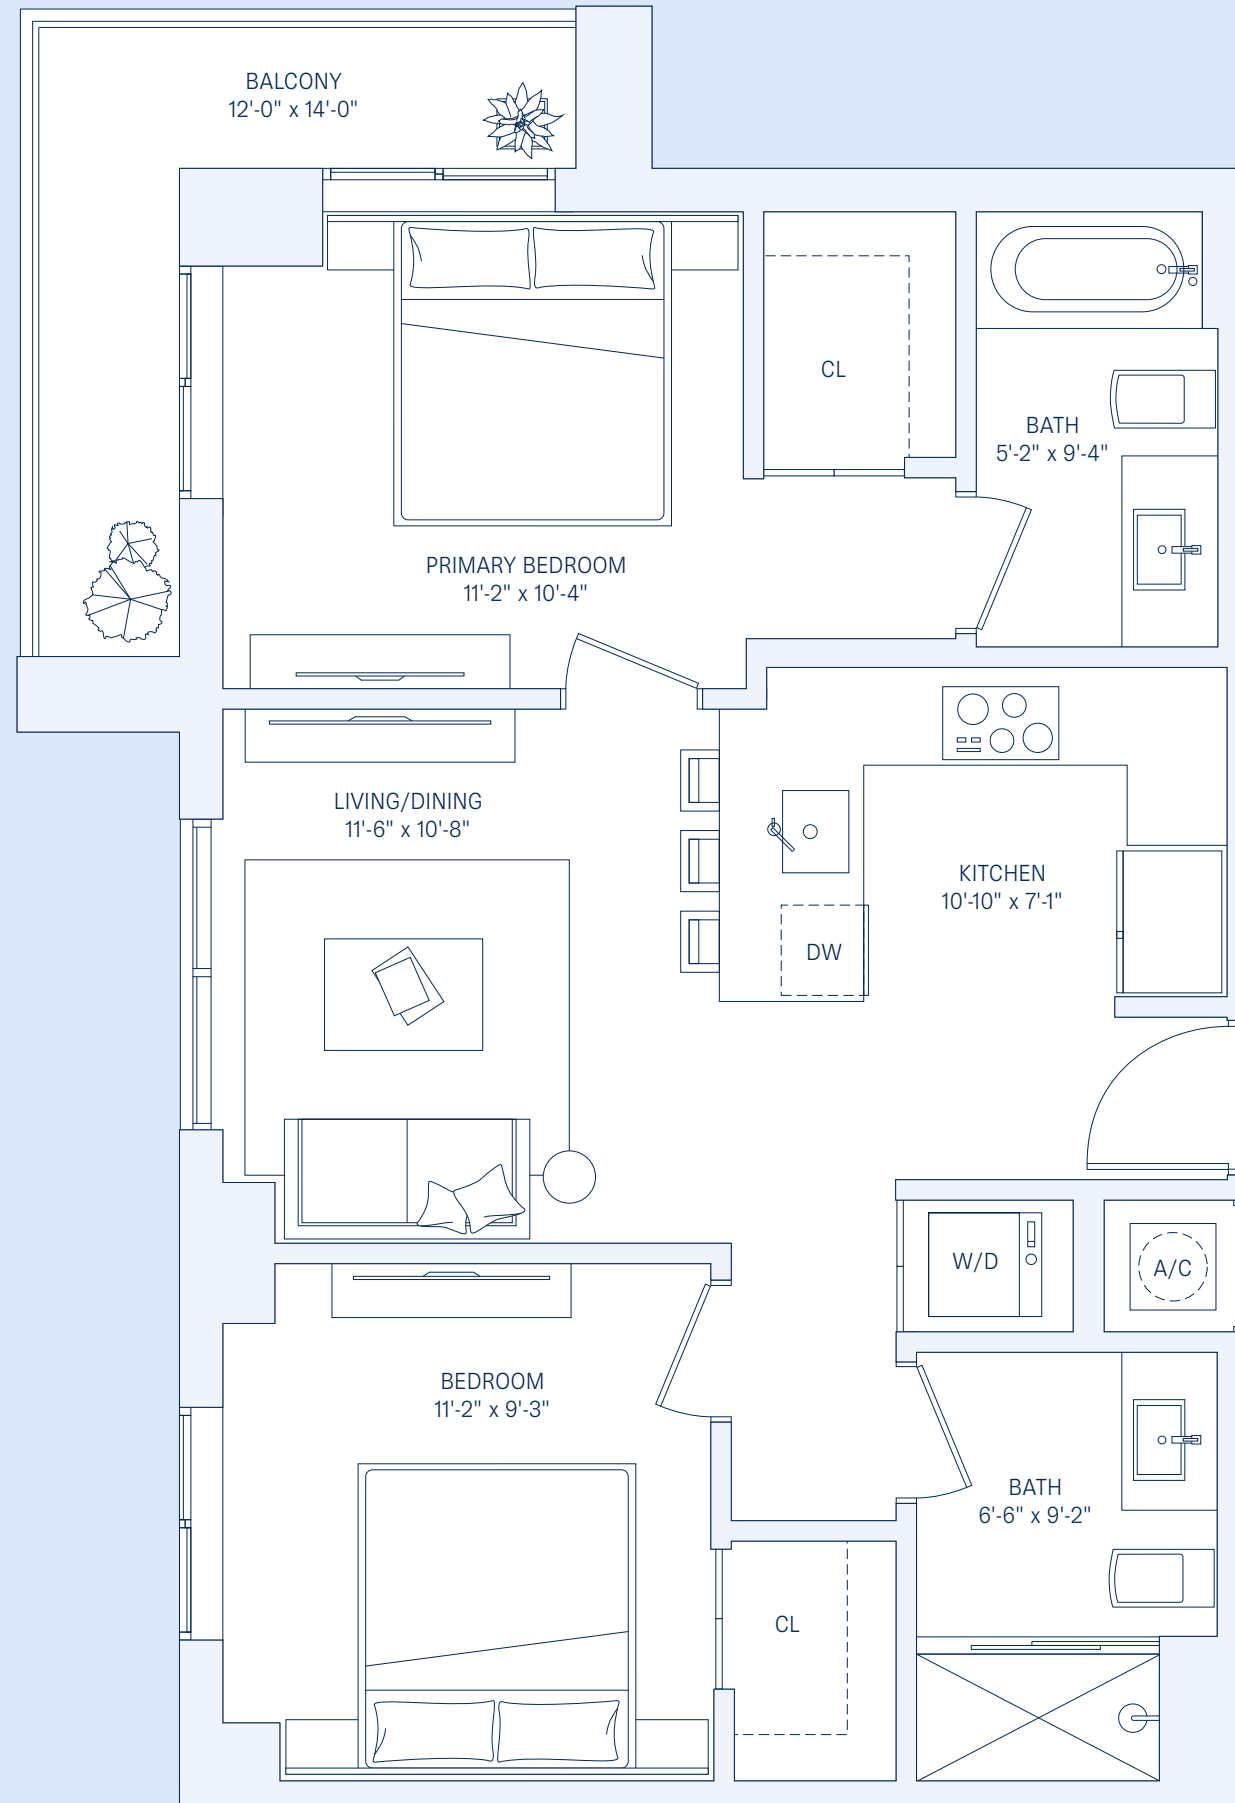 BALCONY
12'-0" x 14'-0"
CL
BATH
5'-2" x 9'-4"
PRIMARY BEDROOM
11'-2" x 10'-4"
LIVING/DINING
11'-6" x 10'-8"
KITCHEN
10'-10" x 7'-1"
DW
W/D
A/C
BEDROOM
11'-2" x 9'-3"
BATH
6'-6" x 9'-2"
CL